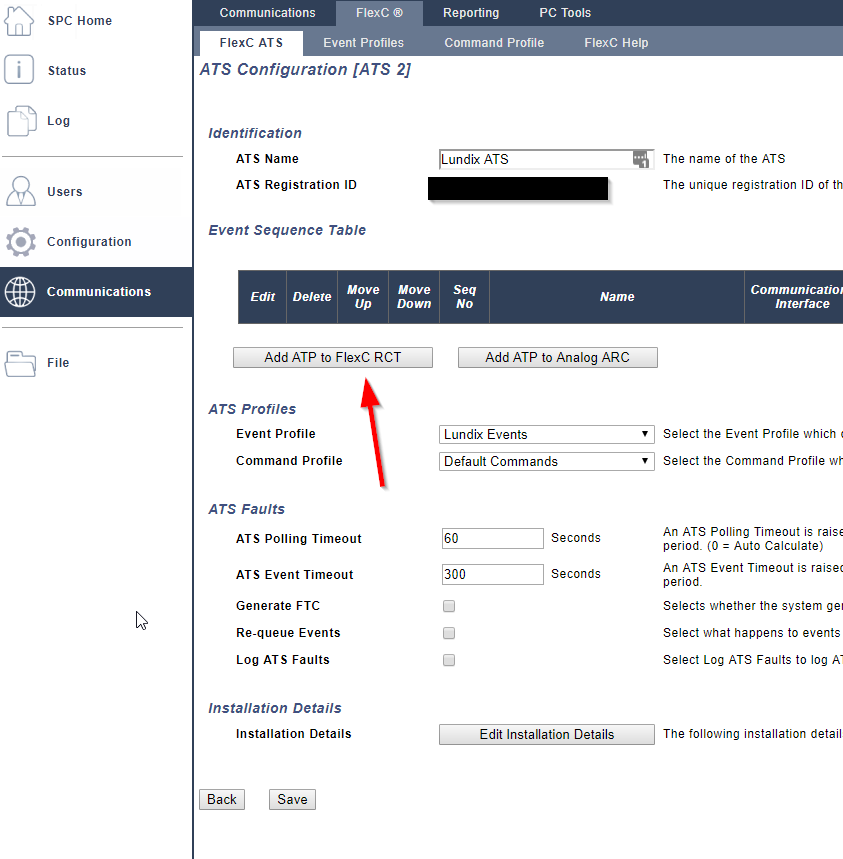 SPC Home
Status
Log
Users
Configuration
Communications
File
Communications FlexC ® Reporting PC Tools
FlexC ATS Event Profiles Command Profile FlexC Help
ATS Configuration [ATS 2]
Identification
ATS Name Lundix ATS 1 The name of the ATS
ATS Registration ID The unique registration ID of th
Event Sequence Table
Edit Delete Move Up Move Down Seq No Name Communication Interface
Add ATP to FlexC RCT Add ATP to Analog ARC
ATS Profiles
Event Profile Lundix Events Select the Event Profile which
Command Profile Default Commands Select the Command Profile wh
ATS Faults
ATS Polling Timeout 60 Seconds An ATS Polling Timeout is raise
period. (0 = Auto Calculate)
ATS Event Timeout 300 Seconds An ATS Event Timeout is raised
period.
Generate FTC Selects whether the system ge
Re-queue Events Select what happens to events
Log ATS Faults Select Log ATS Faults to log AT
Installation Details
Installation Details Edit Installation Details The following installation detail
Back Save